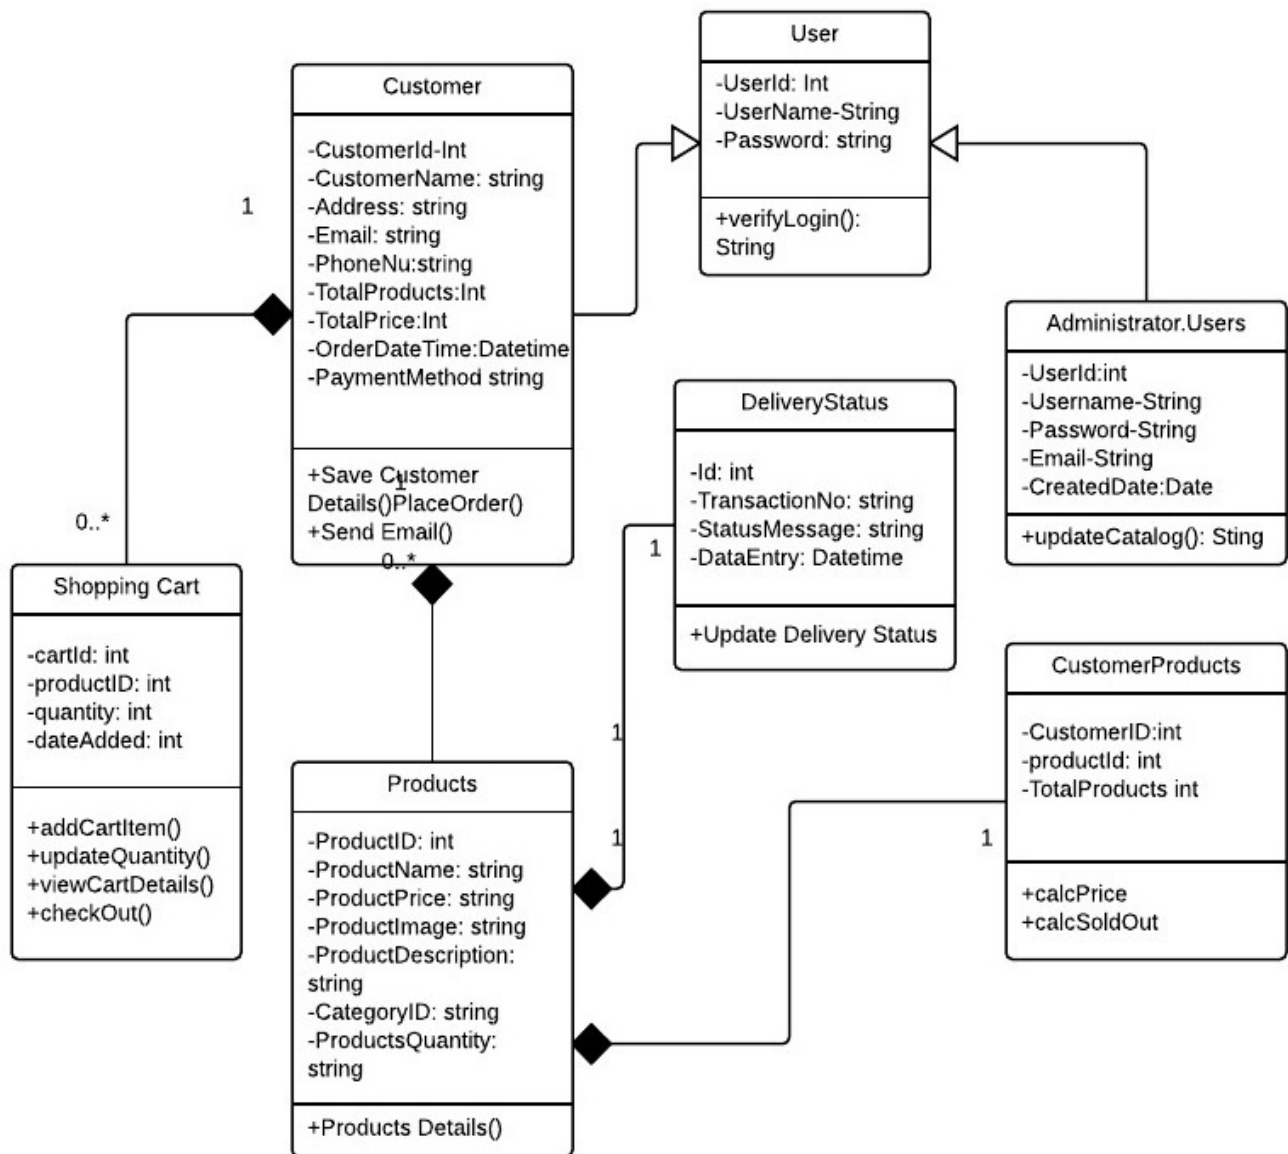 User
-UserId: Int
-UserName-String
-Password: string
+verifyLogin():
String
Customer
-CustomerId-Int
-CustomerName: string
-Address: string
-Email: string
-PhoneNu:string
-TotalProducts:Int
-TotalPrice:Int
-OrderDateTime:Datetime
-PaymentMethod string
+Save Customer
Details()PlaceOrder()
+Send Email()
1
0..*
1
0..*
Administrator.Users
-UserId:int
-Username-String
-Password-String
-Email-String
-CreatedDate:Date
+updateCatalog(): Sting
DeliveryStatus
-Id: int
-TransactionNo: string
-StatusMessage: string
-DataEntry: Datetime
+Update Delivery Status
1
1
1
Shopping Cart
-cartId: int
-productID: int
-quantity: int
-dateAdded: int
+addCartItem()
+updateQuantity()
+viewCartDetails()
+checkOut()
CustomerProducts
-CustomerID:int
-productId: int
-TotalProducts int
+calcPrice
+calcSoldOut
1
Products
-ProductID: int
-ProductName: string
-ProductPrice: string
-ProductImage: string
-ProductDescription:
string
-CategoryID: string
-ProductsQuantity:
string
+Products Details()